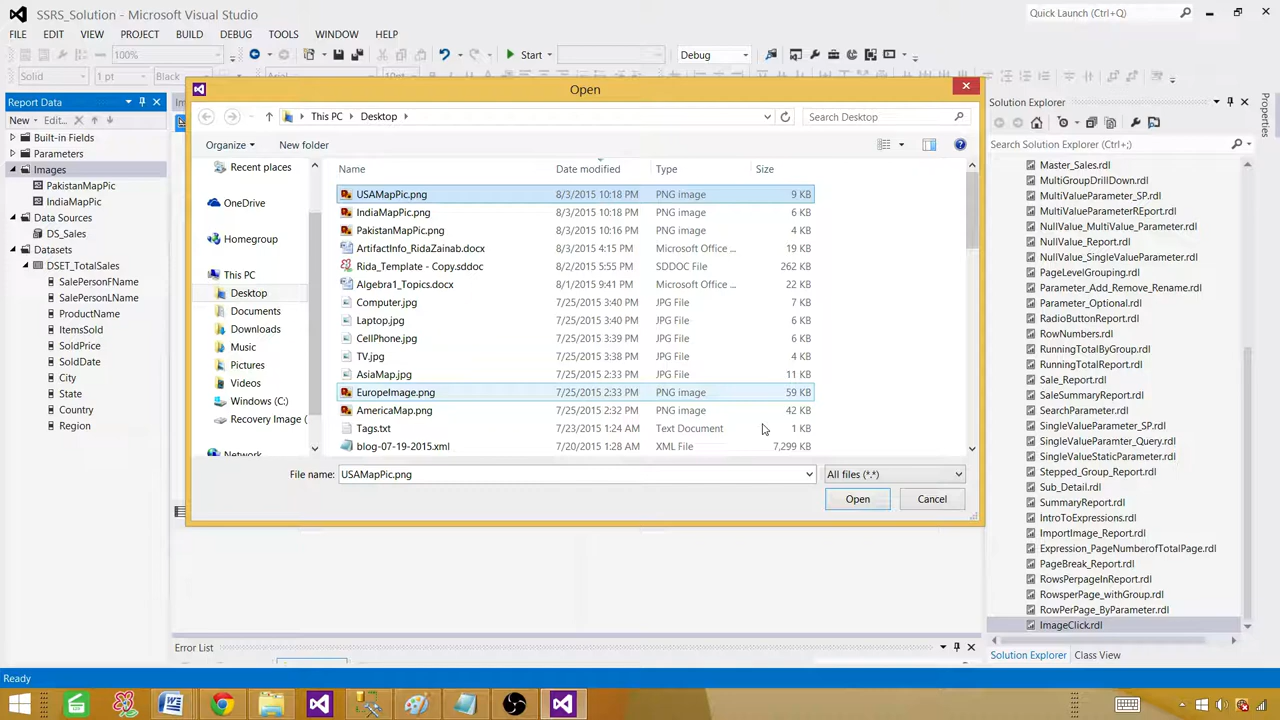 SSRS_Solution - Microsoft Visual Studio
Quick Launch (Ctrl+Q)
FILE EDIT VIEW PROJECT BUILD DEBUG TOOLS WINDOW HELP
100% Start Debug
Solid 1 pt Black
Report Data
New Edit...
Built-in Fields
Parameters
Images
PakistanMapPic
IndiaMapPic
Data Sources
DS_Sales
Datasets
DSET_TotalSales
SalePersonFName
SalePersonLName
ProductName
ItemsSold
SoldPrice
SoldDate
City
State
Country
Region
Open
This PC Desktop
Search Desktop
Organize New folder
Recent places
OneDrive
Homegroup
This PC
Desktop
Documents
Downloads
Music
Pictures
Videos
Windows (C:)
Recovery Image (
Network
Name Date modified Type Size
USAMapPic.png 8/3/2015 10:18 PM PNG image 9 KB
IndiaMapPic.png 8/3/2015 10:18 PM PNG image 6 KB
PakistanMapPic.png 8/3/2015 10:16 PM PNG image 4 KB
ArtifactInfo_RidaZainab.docx 8/3/2015 4:15 PM Microsoft Office ... 19 KB
Rida_Template - Copy.sddoc 8/2/2015 5:55 PM SDDOC File 262 KB
Algebra1_Topics.docx 8/1/2015 9:41 PM Microsoft Office ... 22 KB
Computer.jpg 7/25/2015 3:40 PM JPG File 7 KB
Laptop.jpg 7/25/2015 3:40 PM JPG File 6 KB
CellPhone.jpg 7/25/2015 3:39 PM JPG File 6 KB
TV.jpg 7/25/2015 3:38 PM JPG File 4 KB
AsiaMap.jpg 7/25/2015 2:33 PM JPG File 11 KB
EuropeImage.png 7/25/2015 2:33 PM PNG image 59 KB
AmericaMap.png 7/25/2015 2:32 PM PNG image 42 KB
Tags.txt 7/23/2015 1:24 AM Text Document 1 KB
blog-07-19-2015.xml 7/20/2015 1:28 AM XML File 7,299 KB
File name: USAMapPic.png All files (*.*)
Open Cancel
Solution Explorer
Search Solution Explorer (Ctrl+;)
Master_Sales.rdl
MultiGroupDrillDown.rdl
MultiValueParameter_SP.rdl
MultiValueParameterREport.rdl
NullValue_MultiValue_Parameter.rdl
Null_Value_Report.rdl
NullValue_SingleValueParameter.rdl
PageLevelGrouping.rdl
Parameter_Add_Remove_Rename.rdl
Parameter_Optional.rdl
RadioButtonReport.rdl
RowNumbers.rdl
RunningTotalByGroup.rdl
RunningTotalReport.rdl
Sale_Report.rdl
SaleSummaryReport.rdl
SearchParameter.rdl
SingleValueParamter_SP.rdl
SingleValueParamter_Query.rdl
SingleValueStaticParameter.rdl
Stepped_Group_Report.rdl
Sub_Detail.rdl
SummaryReport.rdl
IntroToExpressions.rdl
ImportImage_Report.rdl
Expression_PageNumberofTotalPage.rdl
PageBreak_Report.rdl
RowsPerpageInReport.rdl
RowsperPage_withGroup.rdl
RowPerPage_ByParameter.rdl
ImageClick.rdl
Solution Explorer Class View
Properties
Error List
Ready